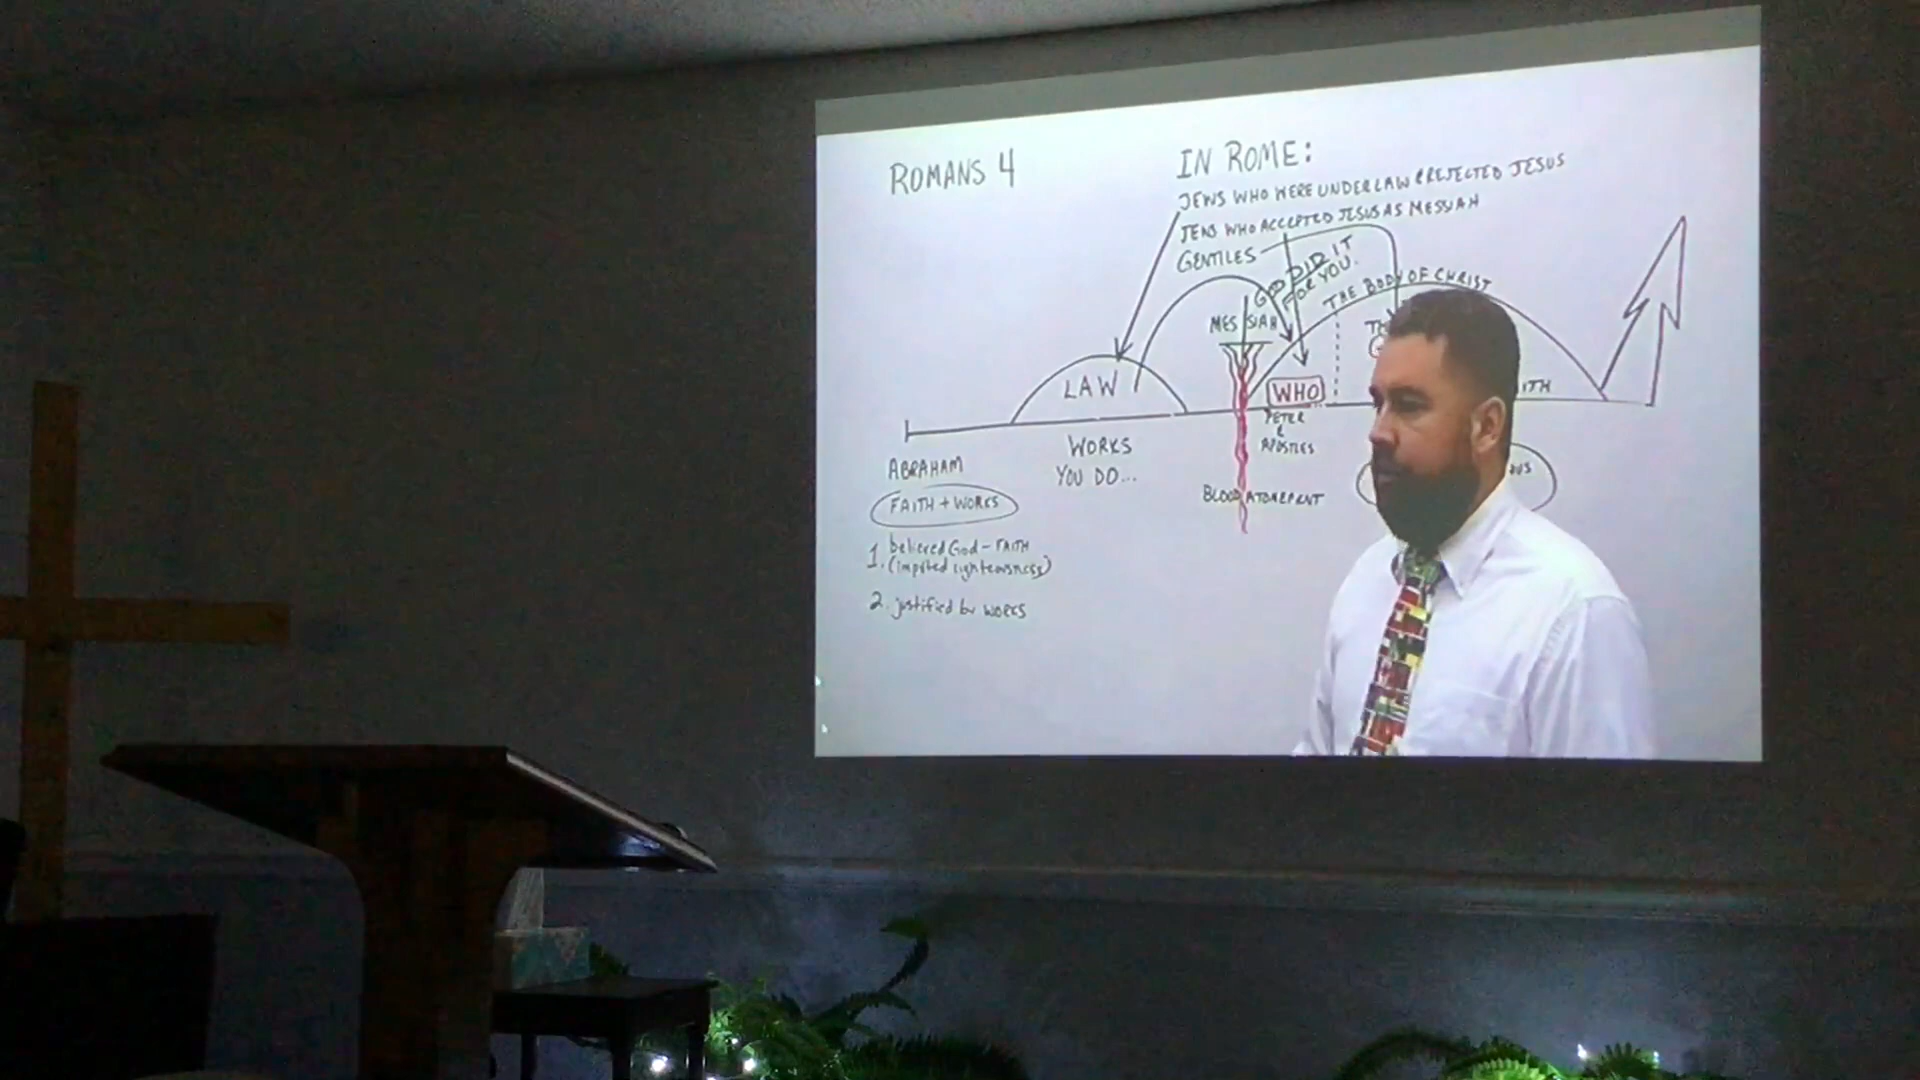 ROMANS 4
IN ROME:
JEWS WHO WERE UNDER LAW & REJECTED JESUS
JEWS WHO ACCEPTED JESUS AS MESSIAH
GENTILES
GOD DID IT
FOR YOU.
THE BODY OF CHRIST
MESSIAH
LAW
WHO
ITH
PETER
&
APOSTLES
WORKS
YOU DO...
ABRAHAM
FAITH + WORKS
BLOOD ATONEMENT
1. believed God - FAITH
(imputed righteousness)
2. justified by WORKS